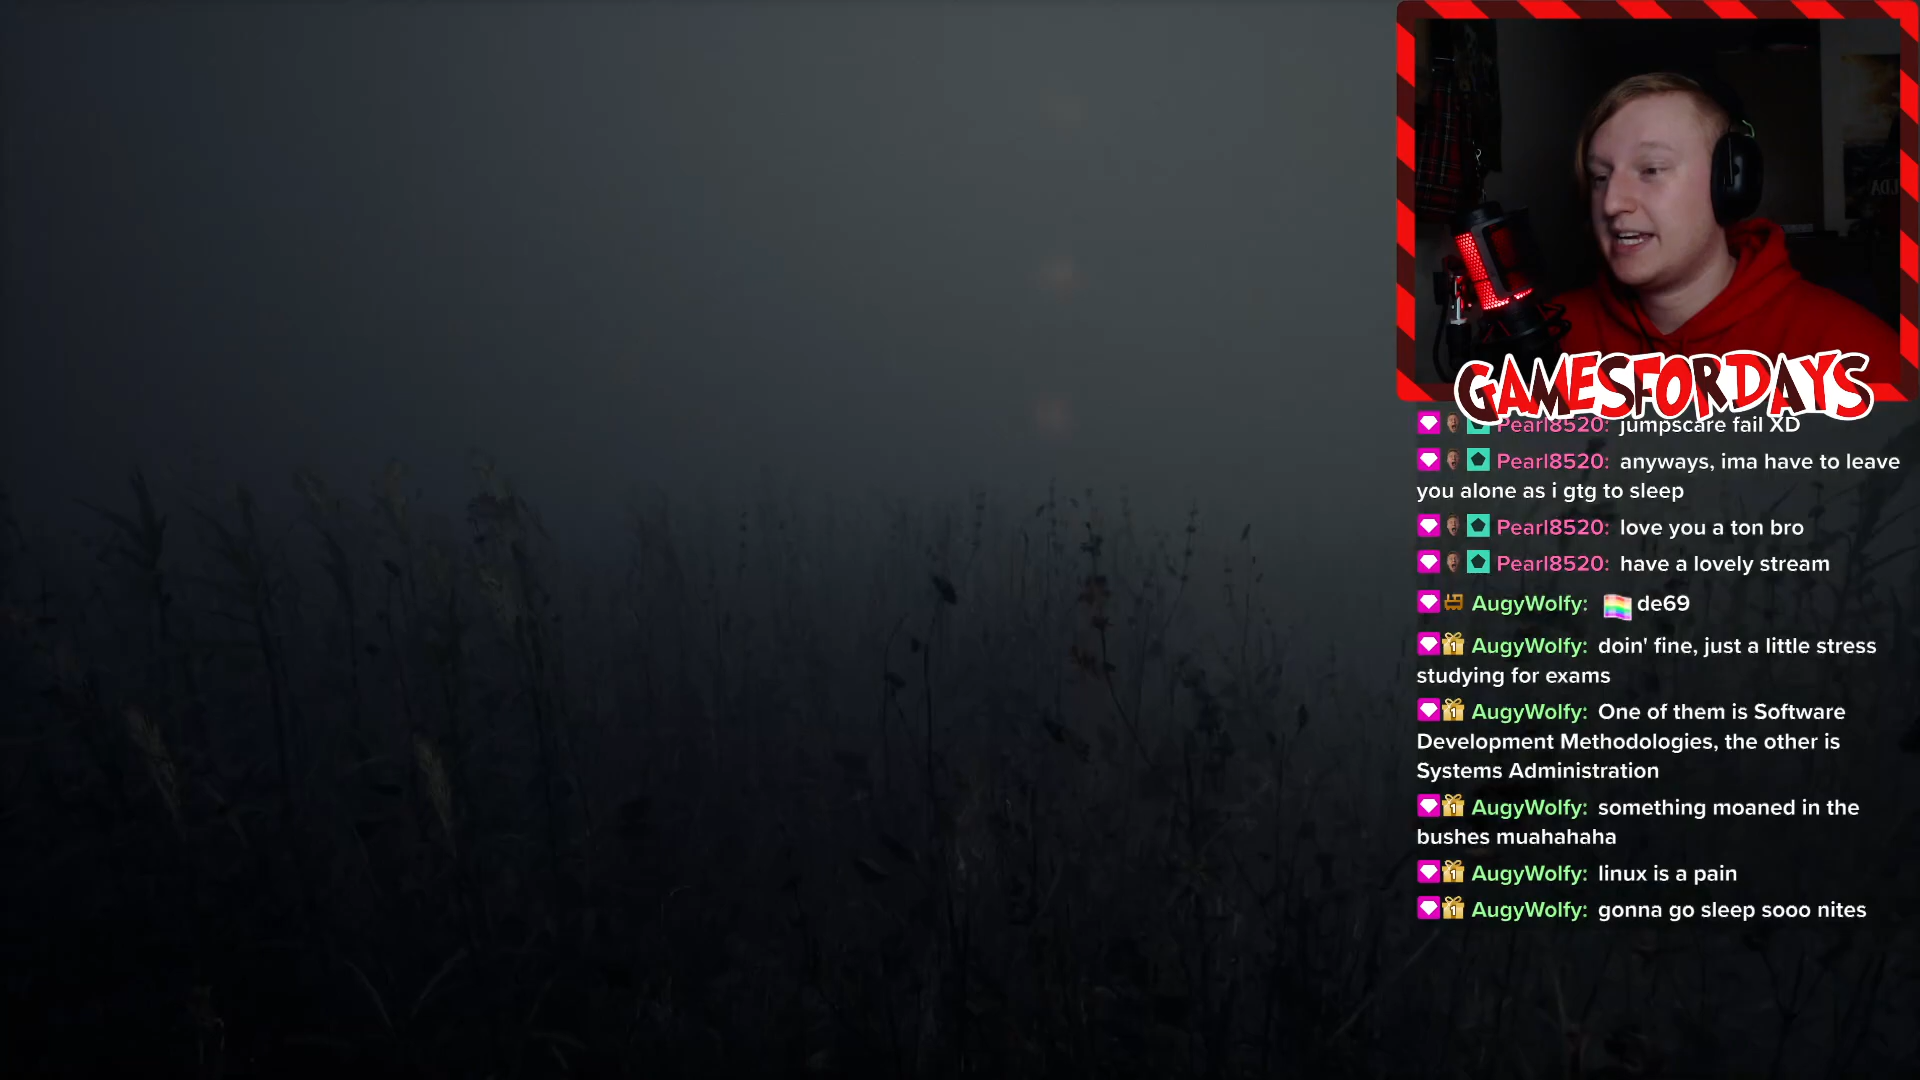 GAMESFORDAYS
Pearl8520: jumpscare fail XD
Pearl8520: anyways, ima have to leave
you alone as i gtg to sleep
Pearl8520: love you a ton bro
Pearl8520: have a lovely stream
AugyWolfy: de69
AugyWolfy: doin' fine, just a little stress
studying for exams
AugyWolfy: One of them is Software
Development Methodologies, the other is
Systems Administration
AugyWolfy: something moaned in the
bushes muahahaha
AugyWolfy: linux is a pain
AugyWolfy: gonna go sleep sooo nites